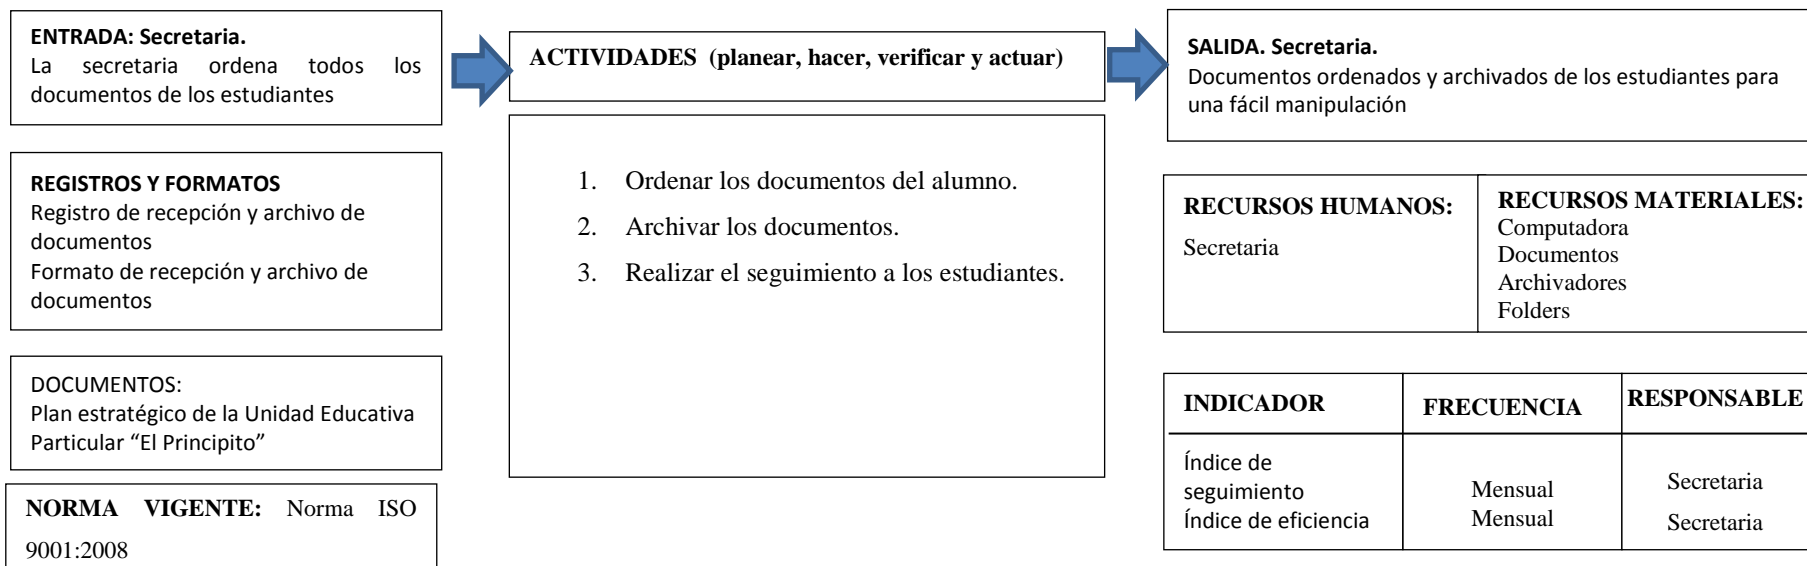 ENTRADA: Secretaria.
La secretaria ordena todos los
documentos de los estudiantes
REGISTROS Y FORMATOS
Registro de recepción y archivo de
documentos
Formato de recepción y archivo de
documentos
DOCUMENTOS:
Plan estratégico de la Unidad Educativa
Particular “El Principito”
NORMA VIGENTE: Norma ISO
9001:2008
ACTIVIDADES (planear, hacer, verificar y actuar)
1. Ordenar los documentos del alumno.
2. Archivar los documentos.
3. Realizar el seguimiento a los estudiantes.
SALIDA. Secretaria.
Documentos ordenados y archivados de los estudiantes para
una fácil manipulación
RECURSOS HUMANOS:
Secretaria
RECURSOS MATERIALES:
Computadora
Documentos
Archivadores
Folders
INDICADOR FRECUENCIA RESPONSABLE
Índice de
seguimiento Mensual Secretaria
Índice de eficiencia Mensual Secretaria